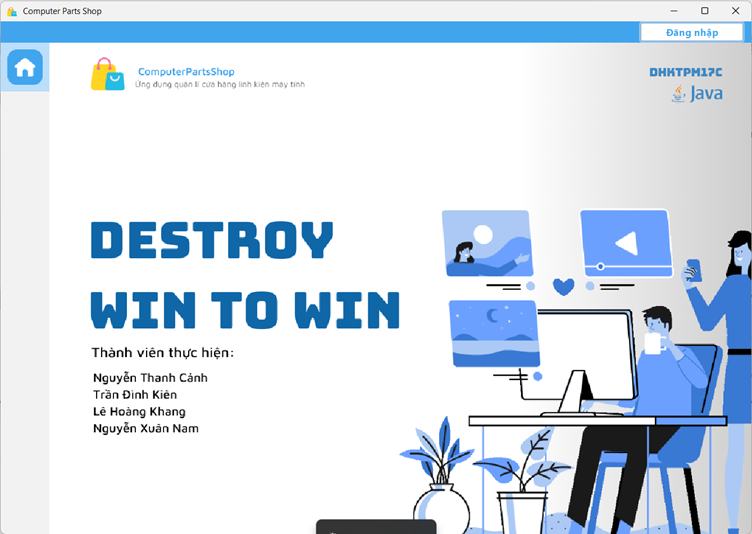 Computer Parts Shop
Đăng nhập
ComputerPartsShop
Ứng dụng quản lí cửa hàng linh kiện máy tính
DHKTPM17C
Java
DESTROY
WIN TO WIN
Thành viên thực hiện:
Nguyễn Thanh Cảnh
Trần Đình Kiên
Lê Hoàng Khang
Nguyễn Xuân Nam